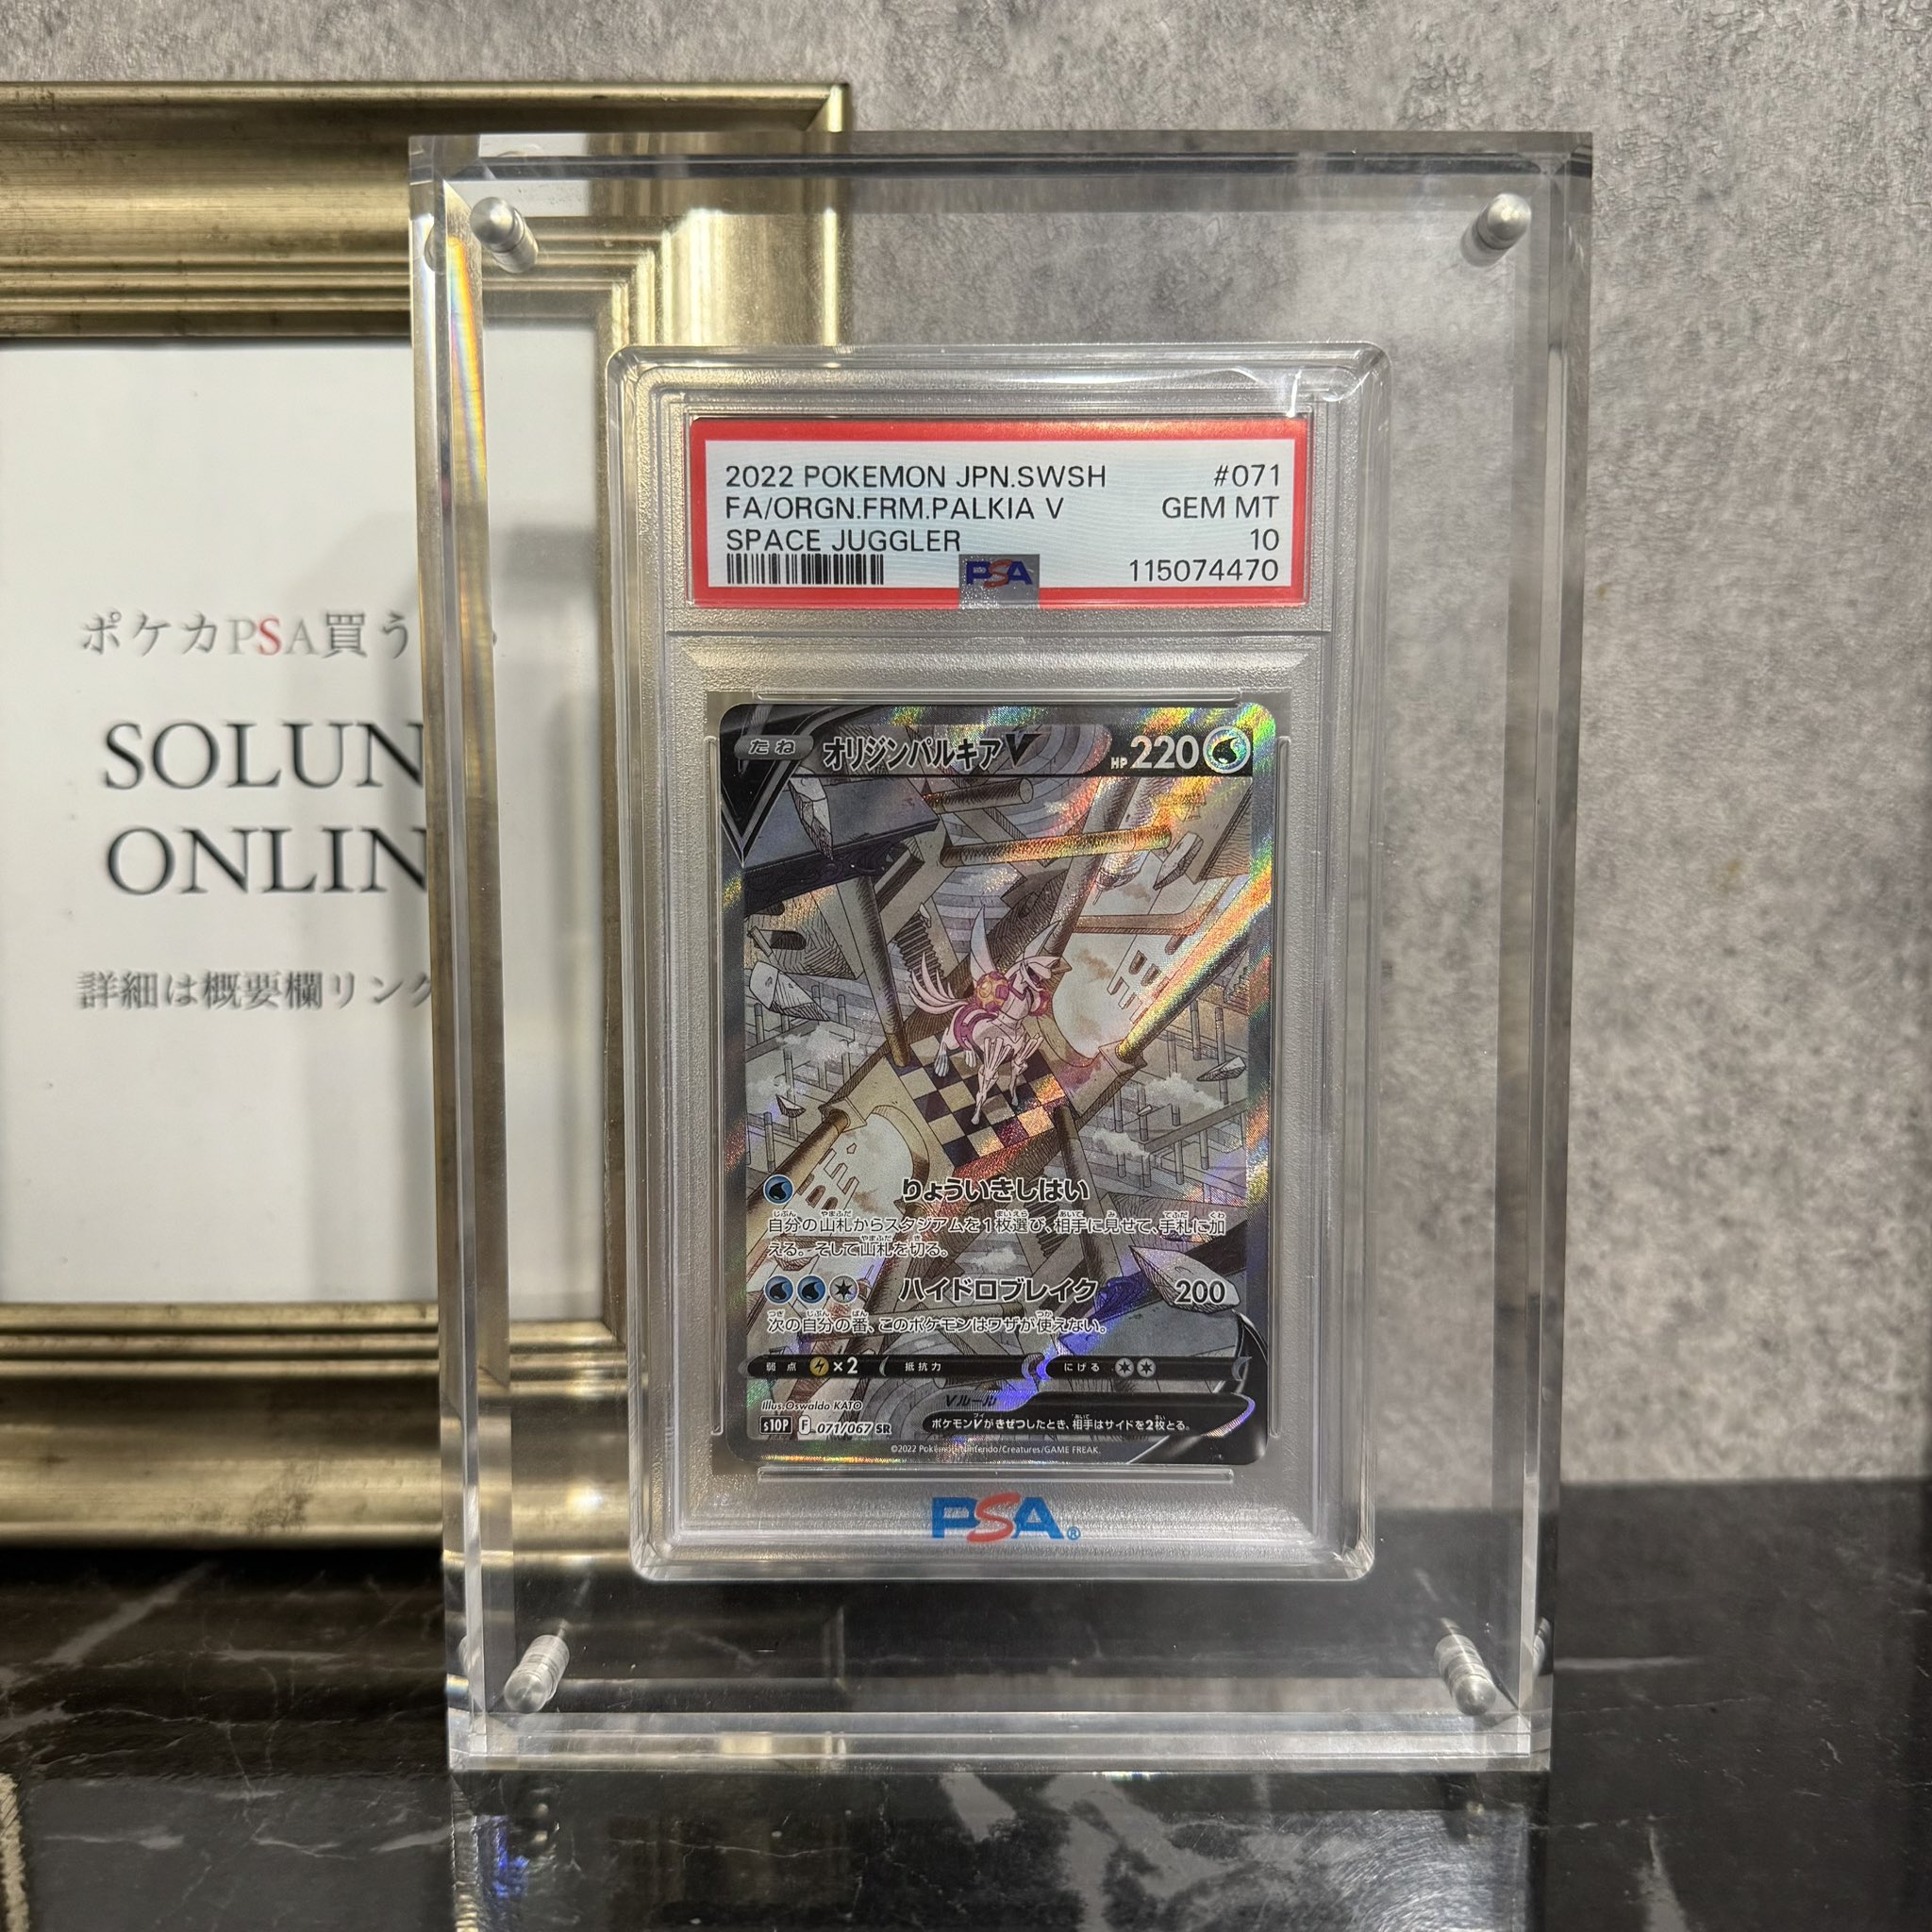 ポケカPSA買う
SOLUN
ONLIN
詳細は概要欄リンク
2022 POKEMON JPN.SWSH #071
FA/ORGN.FRM.PALKIA V GEM MT
SPACE JUGGLER 10
PSA 115074470
たね オリジンパルキアV HP 220
りょういきしはい
自分の山札からスタジアムを1枚選び、相手に見せて、手札に加
える。そして山札を切る。
ハイドロブレイク 200
次の自分の番、このポケモンはワザが使えない。
弱点 ×2 抵抗力 にげる
Vルール
Illus.Oswaldo KATO
ポケモンVがきぜつしたとき、相手はサイドを2枚とる。
s10P F 071/067 SR
©2022 Pokémon/Nintendo/Creatures/GAME FREAK.
PSA®